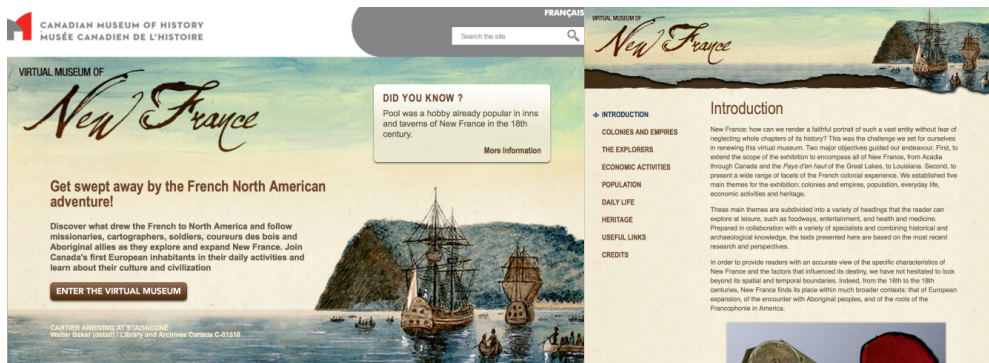 CANADIAN MUSEUM OF HISTORY
MUSÉE CANADIEN DE L'HISTOIRE
FRANÇAIS
Search the site
VIRTUAL MUSEUM OF
New France
DID YOU KNOW ?
Pool was a hobby already popular in inns
and taverns of New France in the 18th
century.
More Information
Get swept away by the French North American
adventure!
Discover what drew the French to North America and follow
missionaries, cartographers, soldiers, coureurs des bois and
Aboriginal allies as they explore and expand New France. Join
Canada's first European inhabitants in their daily activities and
learn about their culture and civilization
ENTER THE VIRTUAL MUSEUM
CARTIER ARRIVING AT STADACONÉ
Walter Baker (detail) / Library and Archives Canada C-01510
VIRTUAL MUSEUM OF
New France
INTRODUCTION
COLONIES AND EMPIRES
THE EXPLORERS
ECONOMIC ACTIVITIES
POPULATION
DAILY LIFE
HERITAGE
USEFUL LINKS
CREDITS
Introduction
New France: how can we render a faithful portrait of such a vast entity without fear of
neglecting whole chapters of its history? This was the challenge we set for ourselves
in renewing this virtual museum. Two major objectives guided our endeavour. First, to
extend the scope of the exhibition to encompass all of New France, from Acadia
through Canada and the Pays d'en haut of the Great Lakes, to Louisiana. Second, to
present a wide range of facets of the French colonial experience. We established five
main themes for the exhibition: colonies and empires, population, everyday life,
economic activities and heritage.
These main themes are subdivided into a variety of headings that the reader can
explore at leisure, such as foodways, entertainment, and health and medicine.
Prepared in collaboration with a variety of specialists and combining historical and
archaeological knowledge, the texts presented here are based on the most recent
research and perspectives.
In order to provide readers with an accurate view of the specific characteristics of
New France and the factors that influenced its destiny, we have not hesitated to look
beyond its spatial and temporal boundaries. Indeed, from the 16th to the 18th
centuries, New France finds its place within much broader contexts: that of European
expansion, of the encounter with Aboriginal peoples, and of the roots of the
Francophonie in America.